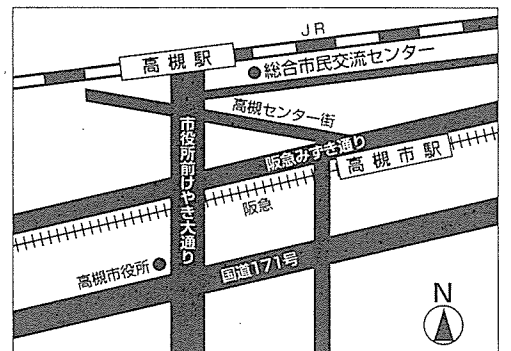 JR
高槻駅
総合市民交流センター
高槻センター街
市役所前けやき大通り
阪急みずき通り
高槻市駅
阪急
高槻市役所
国道171号
N